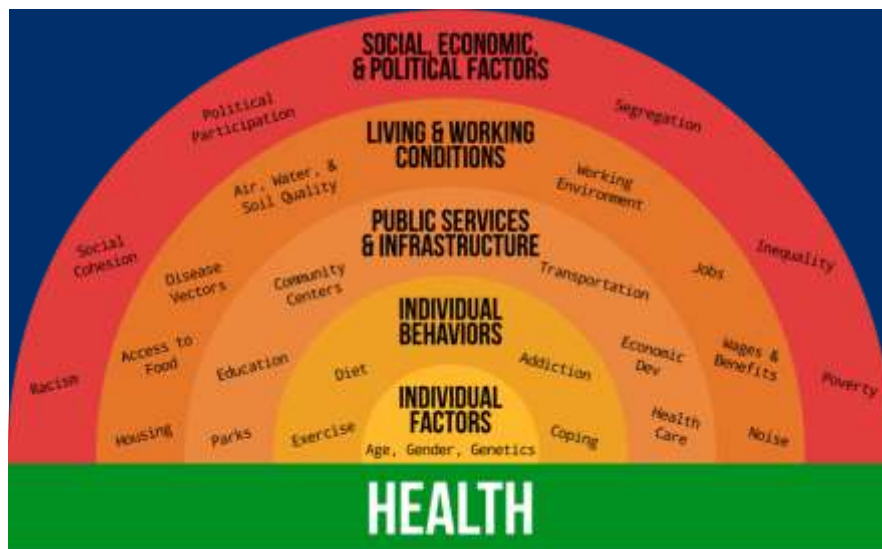 SOCIAL, ECONOMIC,
& POLITICAL FACTORS
Political
Participation
Segregation
Social
Cohesion
Inequality
Racism
Poverty
LIVING & WORKING
CONDITIONS
Air, Water, &
Soil Quality
Working
Environment
Disease
Vectors
Jobs
Access to
Food
Wages &
Benefits
Housing
Noise
PUBLIC SERVICES
& INFRASTRUCTURE
Community
Centers
Transportation
Education
Economic
Dev
Parks
Health
Care
INDIVIDUAL
BEHAVIORS
Diet
Addiction
Exercise
Coping
INDIVIDUAL
FACTORS
Age, Gender, Genetics
HEALTH